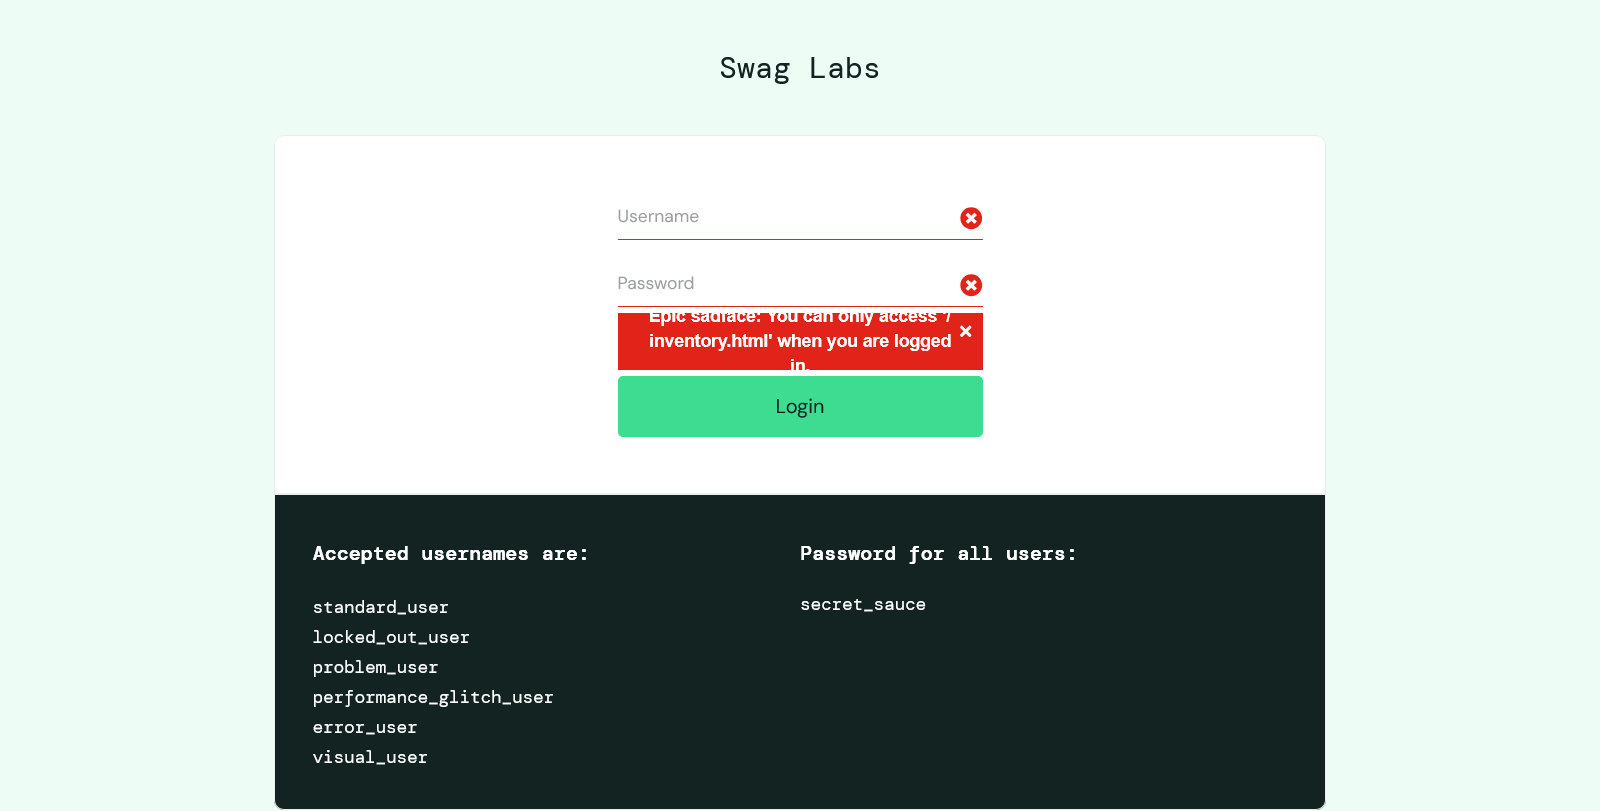 Swag Labs
Username
Password
Epic sadface: You can only access '/
inventory.html' when you are logged
in.
Login
Accepted usernames are:
standard_user
locked_out_user
problem_user
performance_glitch_user
error_user
visual_user
Password for all users:
secret_sauce